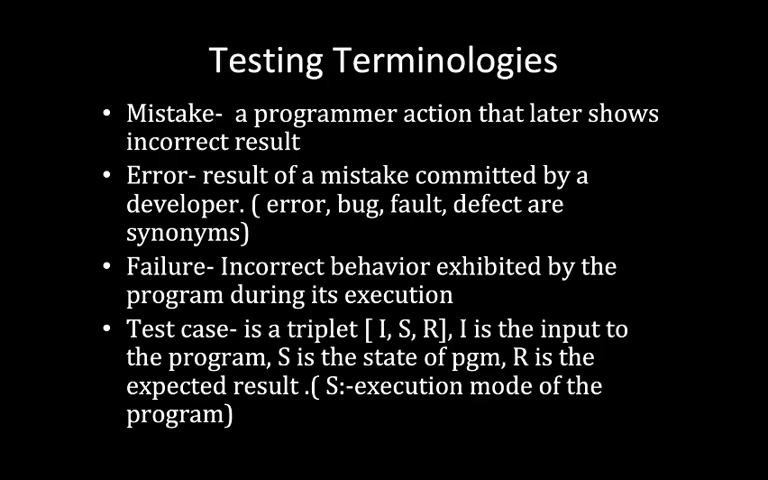 Testing Terminologies
• Mistake-  a programmer action that later shows
incorrect result
• Error- result of a mistake committed by a
developer. ( error, bug, fault, defect are
synonyms)
• Failure- Incorrect behavior exhibited by the
program during its execution
• Test case- is a triplet [ I, S, R], I is the input to
the program, S is the state of pgm, R is the
expected result .( S:-execution mode of the
program)